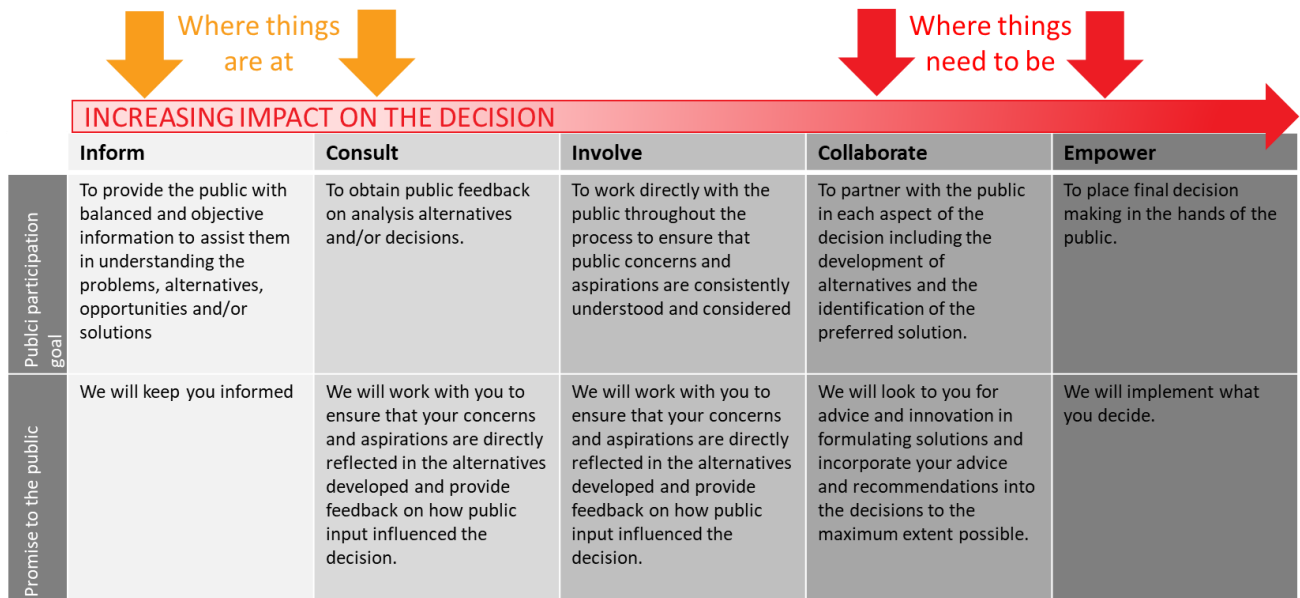 Where things
are at
Where things
need to be
INCREASING IMPACT ON THE DECISION
Inform
Consult
Involve
Collaborate
Empower
Publci participation
goal
To provide the public with
balanced and objective
information to assist them
in understanding the
problems, alternatives,
opportunities and/or
solutions
To obtain public feedback
on analysis alternatives
and/or decisions.
To work directly with the
public throughout the
process to ensure that
public concerns and
aspirations are consistently
understood and considered
To partner with the public
in each aspect of the
decision including the
development of
alternatives and the
identification of the
preferred solution.
To place final decision
making in the hands of the
public.
Promise to the public
We will keep you informed
We will work with you to
ensure that your concerns
and aspirations are directly
reflected in the alternatives
developed and provide
feedback on how public
input influenced the
decision.
We will work with you to
ensure that your concerns
and aspirations are directly
reflected in the alternatives
developed and provide
feedback on how public
input influenced the
decision.
We will look to you for
advice and innovation in
formulating solutions and
incorporate your advice
and recommendations into
the decisions to the
maximum extent possible.
We will implement what
you decide.